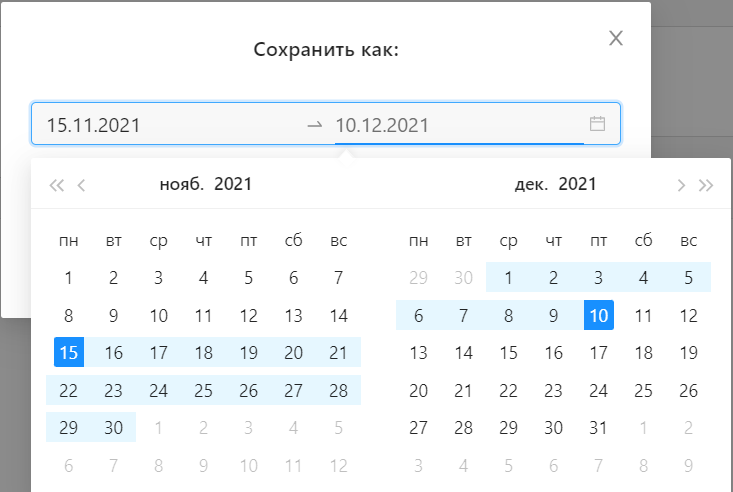 Сохранить как:
15.11.2021 10.12.2021
нояб. 2021 дек. 2021
пн вт ср чт пт сб вс пн вт ср чт пт сб вс
1 2 3 4 5 6 7 29 30 1 2 3 4 5
8 9 10 11 12 13 14 6 7 8 9 10 11 12
15 16 17 18 19 20 21 13 14 15 16 17 18 19
22 23 24 25 26 27 28 20 21 22 23 24 25 26
29 30 1 2 3 4 5 27 28 29 30 31 1 2
6 7 8 9 10 11 12 3 4 5 6 7 8 9